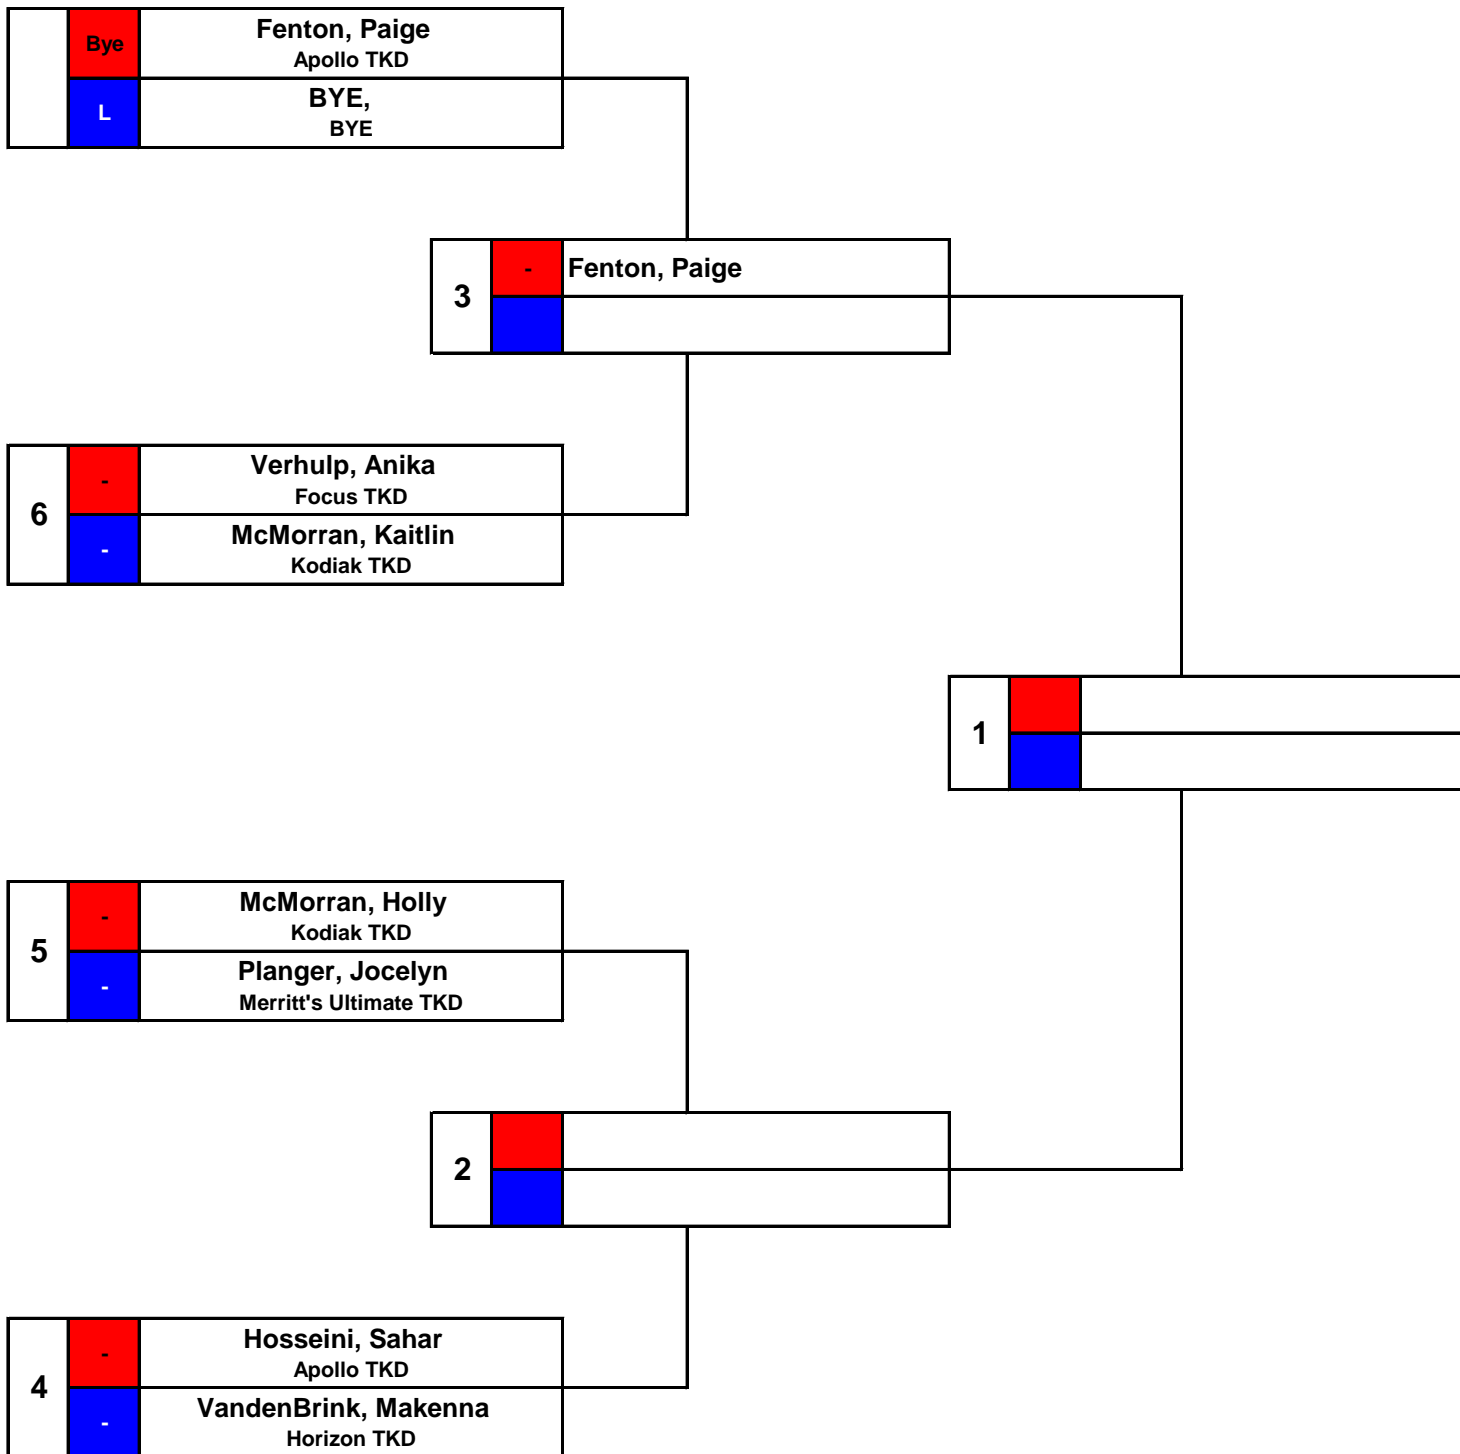 Bye
Fenton, Paige
Apollo TKD
L
BYE,
BYE
3
-
Fenton, Paige
6
-
Verhulp, Anika
Focus TKD
-
McMorran, Kaitlin
Kodiak TKD
1
5
-
McMorran, Holly
Kodiak TKD
-
Planger, Jocelyn
Merritt's Ultimate TKD
2
4
-
Hosseini, Sahar
Apollo TKD
-
VandenBrink, Makenna
Horizon TKD